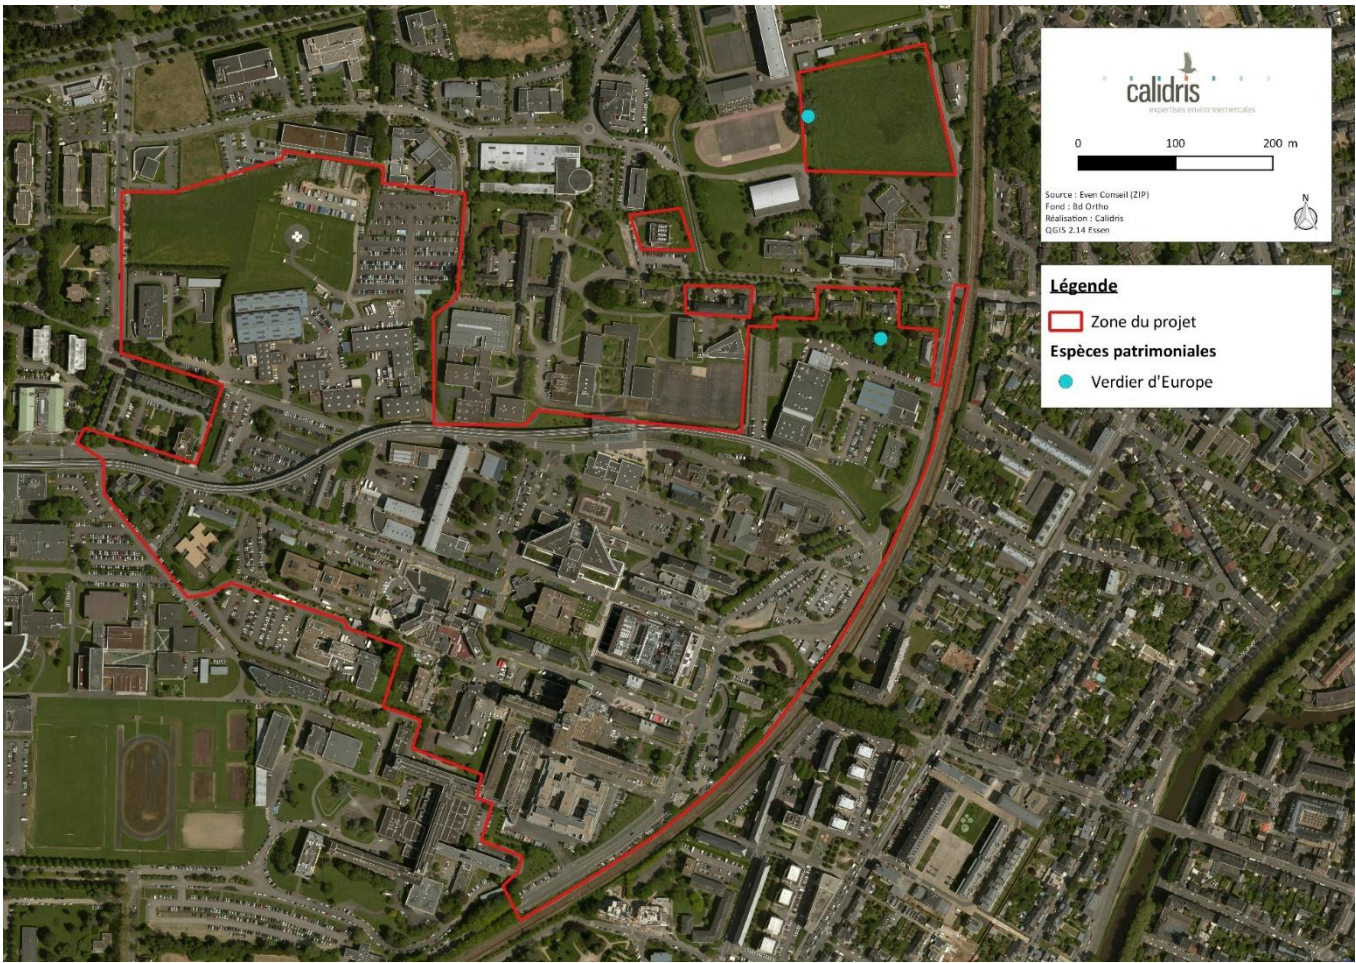 calidris
expertises environnementales
0 100 200 m
Source : Even Conseil (ZIP)
Fond : Bd Ortho
Réalisation : Calidris
QGIS 2.14 Essen
N
Légende
Zone du projet
Espèces patrimoniales
Verdier d'Europe